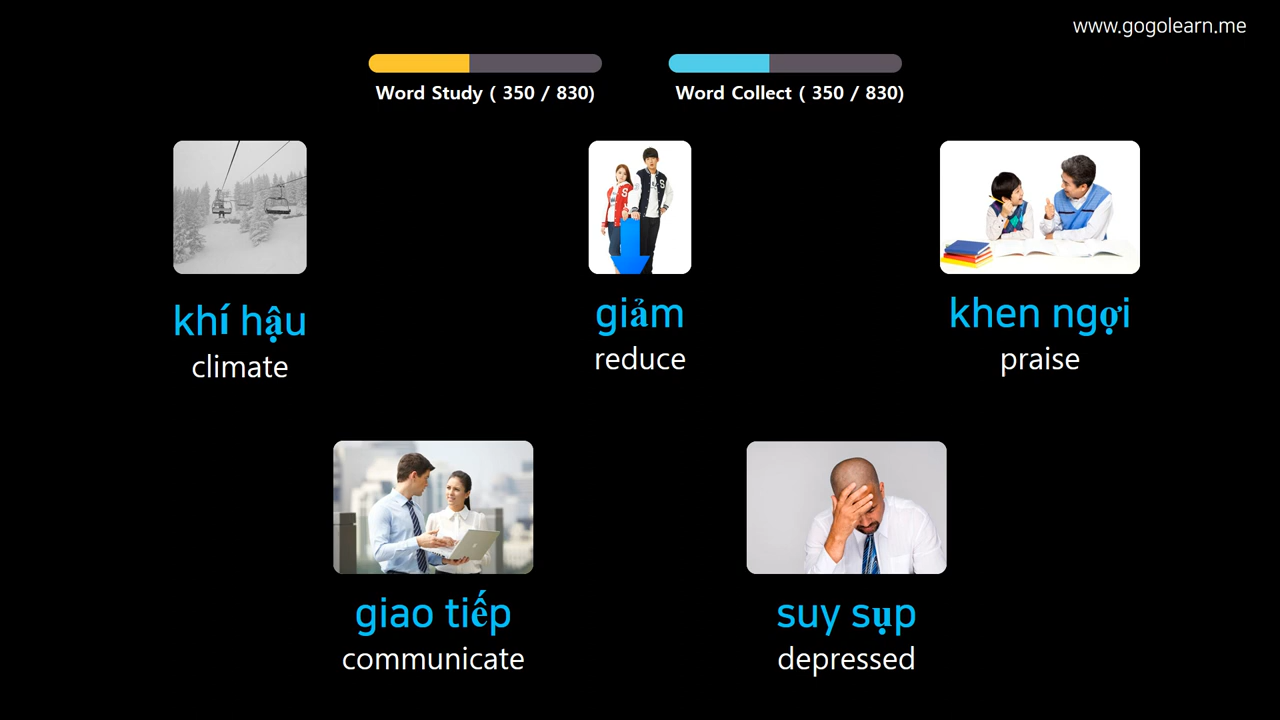 www.gogolearn.me
Word Study ( 350 / 830)
Word Collect ( 350 / 830)
khí hậu
climate
giảm
reduce
khen ngợi
praise
giao tiếp
communicate
suy sụp
depressed